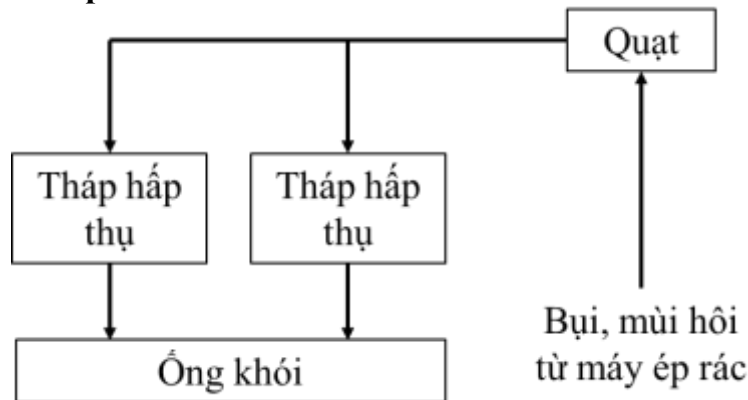 Quạt
Tháp hấp
thụ
Tháp hấp
thụ
Bụi, mùi hôi
từ máy ép rác
Ống khói